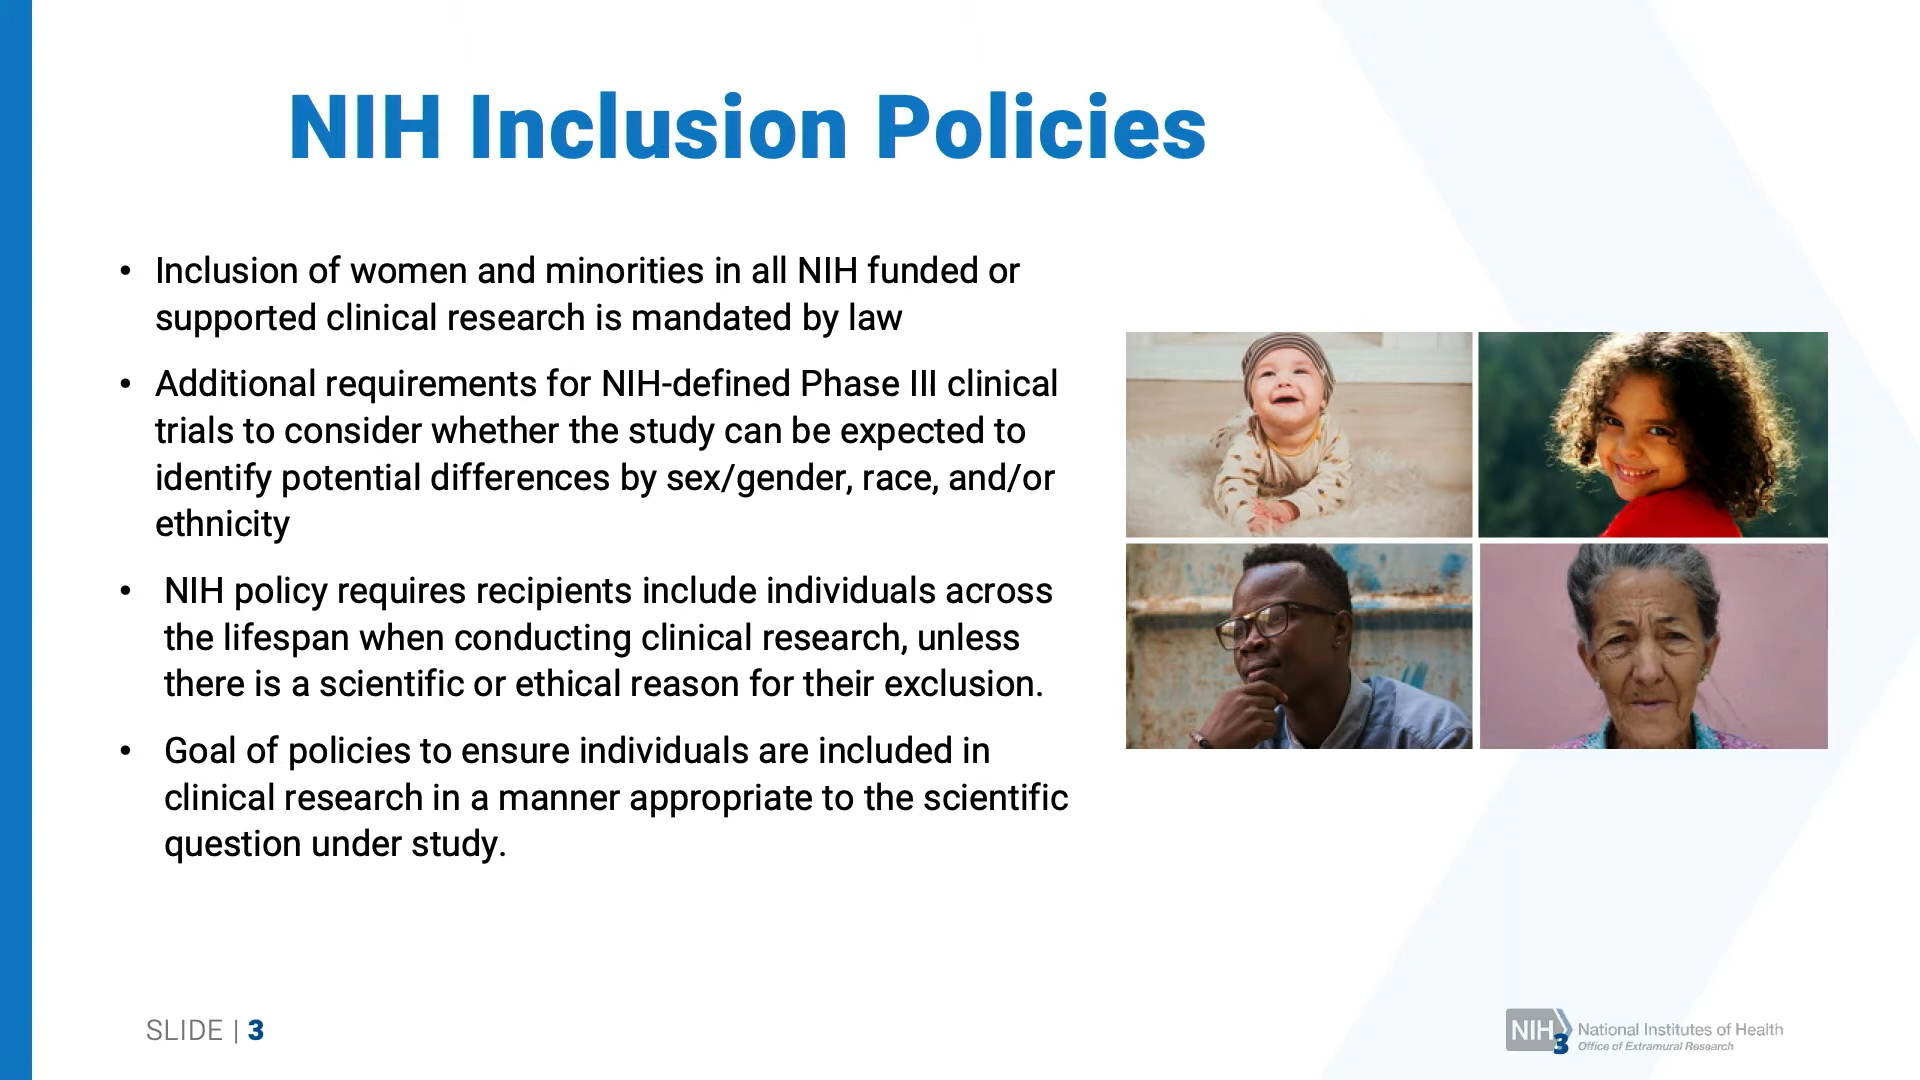 NIH Inclusion Policies
• Inclusion of women and minorities in all NIH funded or
supported clinical research is mandated by law
• Additional requirements for NIH-defined Phase III clinical
trials to consider whether the study can be expected to
identify potential differences by sex/gender, race, and/or
ethnicity
• NIH policy requires recipients include individuals across
the lifespan when conducting clinical research, unless
there is a scientific or ethical reason for their exclusion.
• Goal of policies to ensure individuals are included in
clinical research in a manner appropriate to the scientific
question under study.
SLIDE | 3
NIH
3
National Institutes of Health
Office of Extramural Research